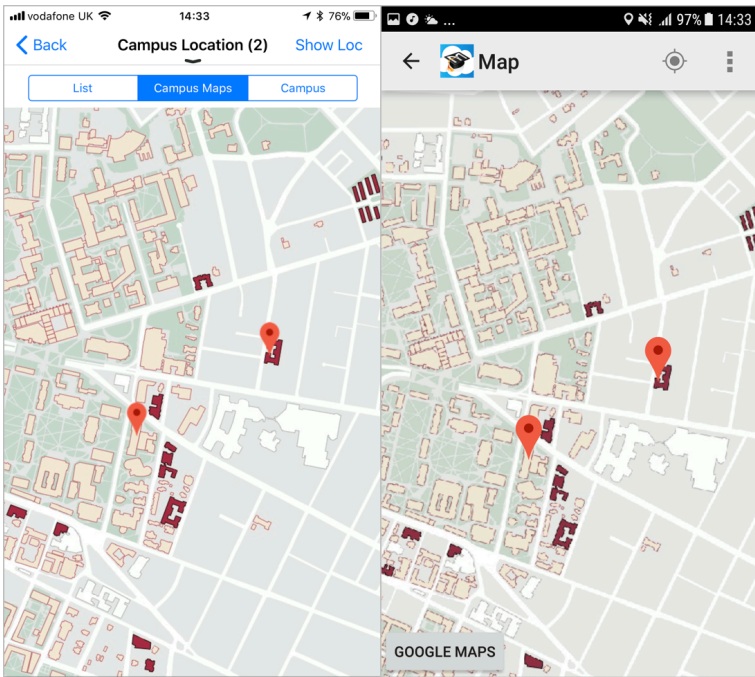 vodafone UK 14:33 76%
Back Campus Location (2) Show Loc
List Campus Maps Campus
... 97% 14:33
Map
GOOGLE MAPS